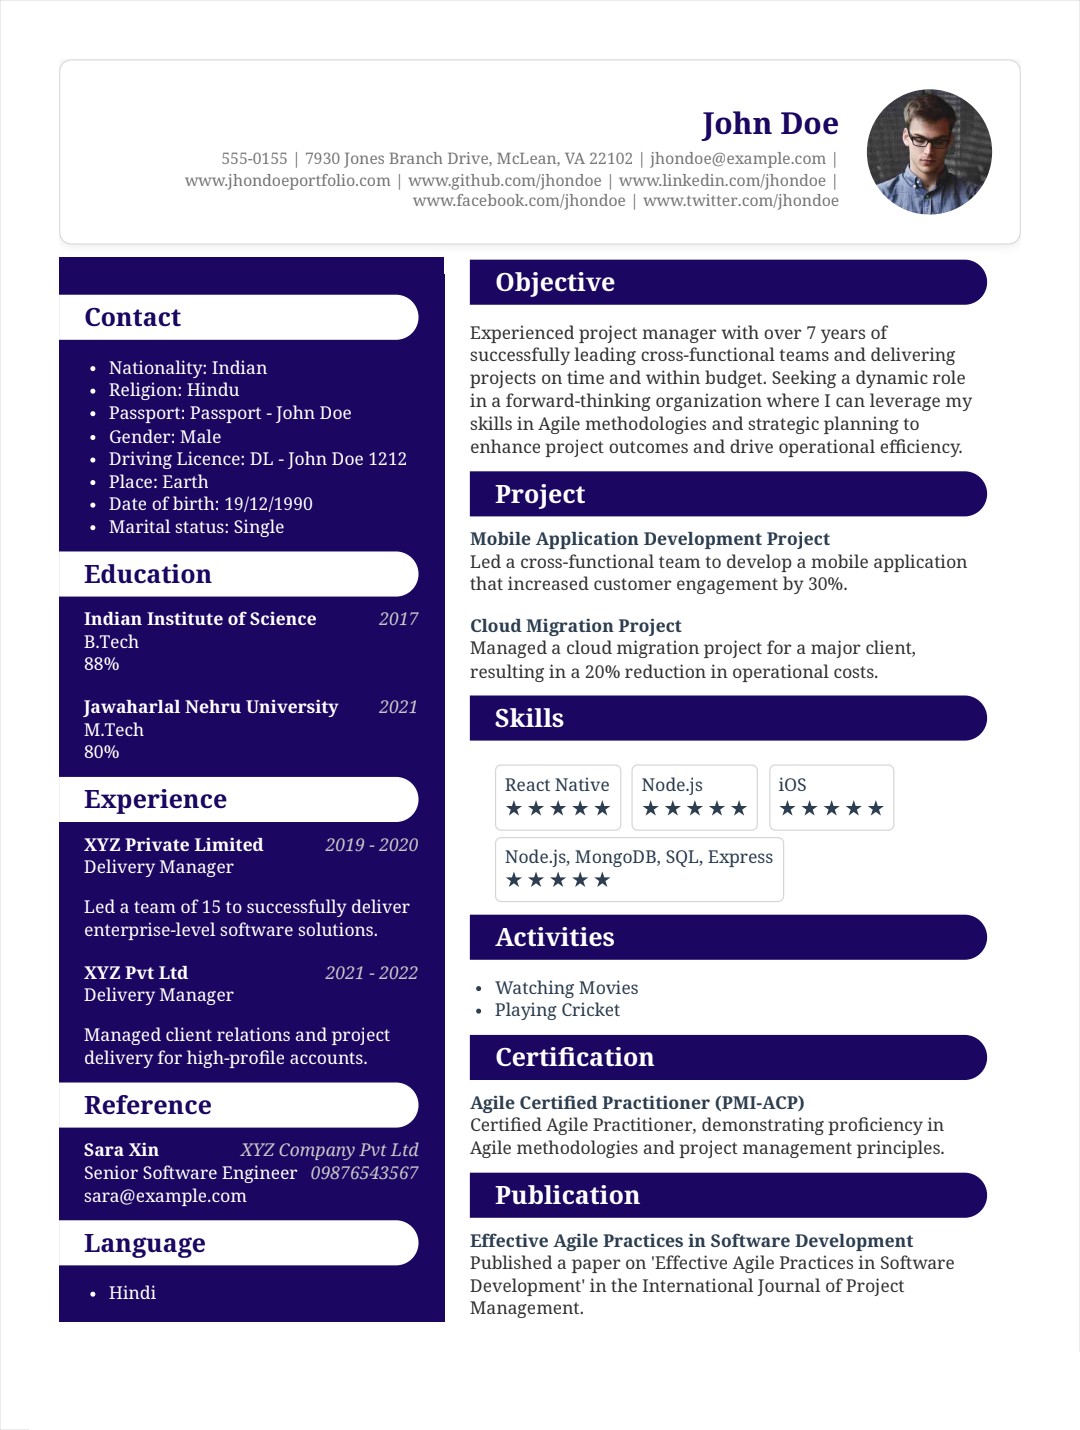 John Doe
555-0155 | 7930 Jones Branch Drive, McLean, VA 22102 | jhondoe@example.com |
www.jhondoeportfolio.com | www.github.com/jhondoe | www.linkedin.com/jhondoe |
www.facebook.com/jhondoe | www.twitter.com/jhondoe
Contact
• Nationality: Indian
• Religion: Hindu
• Passport: Passport - John Doe
• Gender: Male
• Driving Licence: DL - John Doe 1212
• Place: Earth
• Date of birth: 19/12/1990
• Marital status: Single
Education
Indian Institute of Science 2017
B.Tech
88%
Jawaharlal Nehru University 2021
M.Tech
80%
Experience
XYZ Private Limited 2019 - 2020
Delivery Manager
Led a team of 15 to successfully deliver
enterprise-level software solutions.
XYZ Pvt Ltd 2021 - 2022
Delivery Manager
Managed client relations and project
delivery for high-profile accounts.
Reference
Sara Xin XYZ Company Pvt Ltd
Senior Software Engineer 09876543567
sara@example.com
Language
• Hindi
Objective
Experienced project manager with over 7 years of
successfully leading cross-functional teams and delivering
projects on time and within budget. Seeking a dynamic role
in a forward-thinking organization where I can leverage my
skills in Agile methodologies and strategic planning to
enhance project outcomes and drive operational efficiency.
Project
Mobile Application Development Project
Led a cross-functional team to develop a mobile application
that increased customer engagement by 30%.
Cloud Migration Project
Managed a cloud migration project for a major client,
resulting in a 20% reduction in operational costs.
Skills
React Native Node.js iOS
★★★★★ ★★★★★ ★★★★★
Node.js, MongoDB, SQL, Express
★★★★★
Activities
• Watching Movies
• Playing Cricket
Certification
Agile Certified Practitioner (PMI-ACP)
Certified Agile Practitioner, demonstrating proficiency in
Agile methodologies and project management principles.
Publication
Effective Agile Practices in Software Development
Published a paper on 'Effective Agile Practices in Software
Development' in the International Journal of Project
Management.